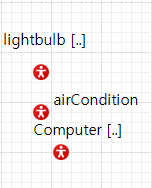 lightbulb [..]
airCondition
Computer [..]